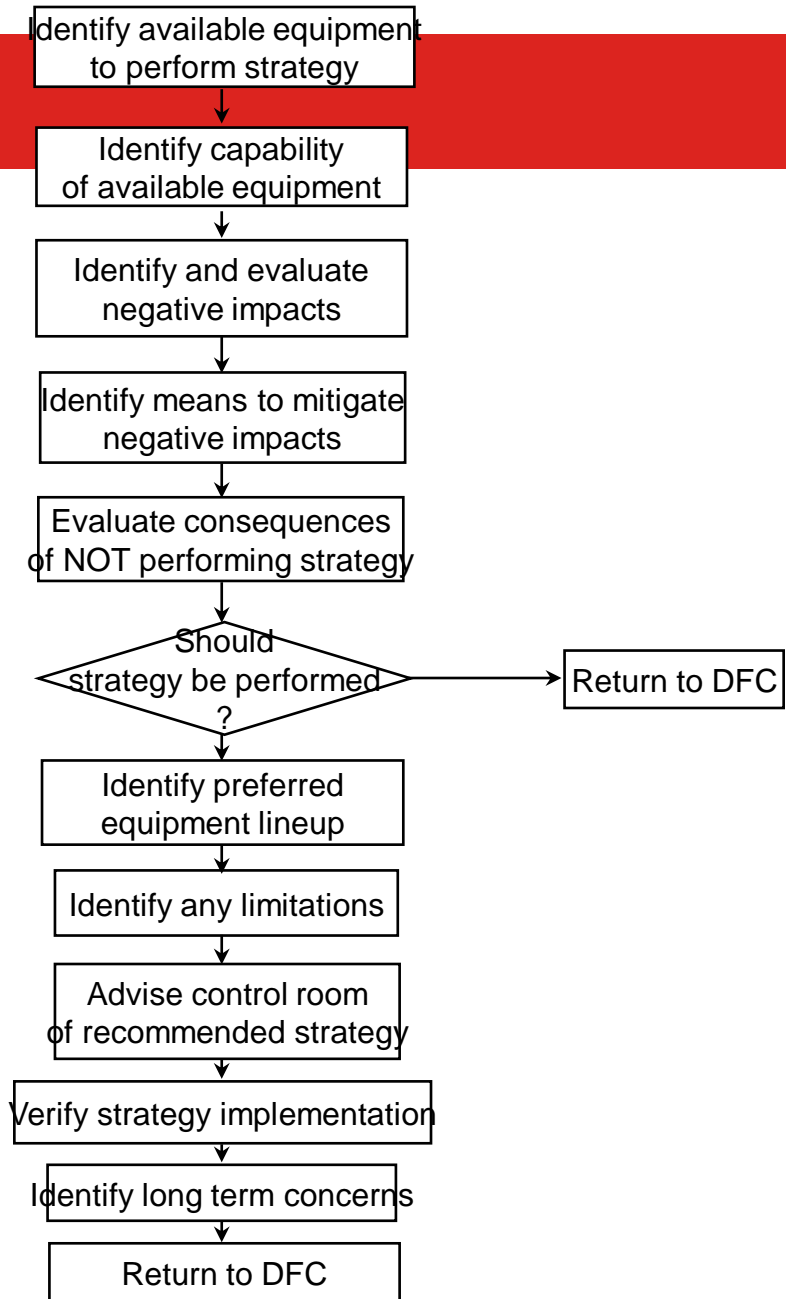 Identify available equipment
to perform strategy
Identify capability
of available equipment
Identify and evaluate
negative impacts
Identify means to mitigate
negative impacts
Evaluate consequences
of NOT performing strategy
Should
strategy be performed
?
Return to DFC
Identify preferred
equipment lineup
Identify any limitations
Advise control room
of recommended strategy
Verify strategy implementation
Identify long term concerns
Return to DFC